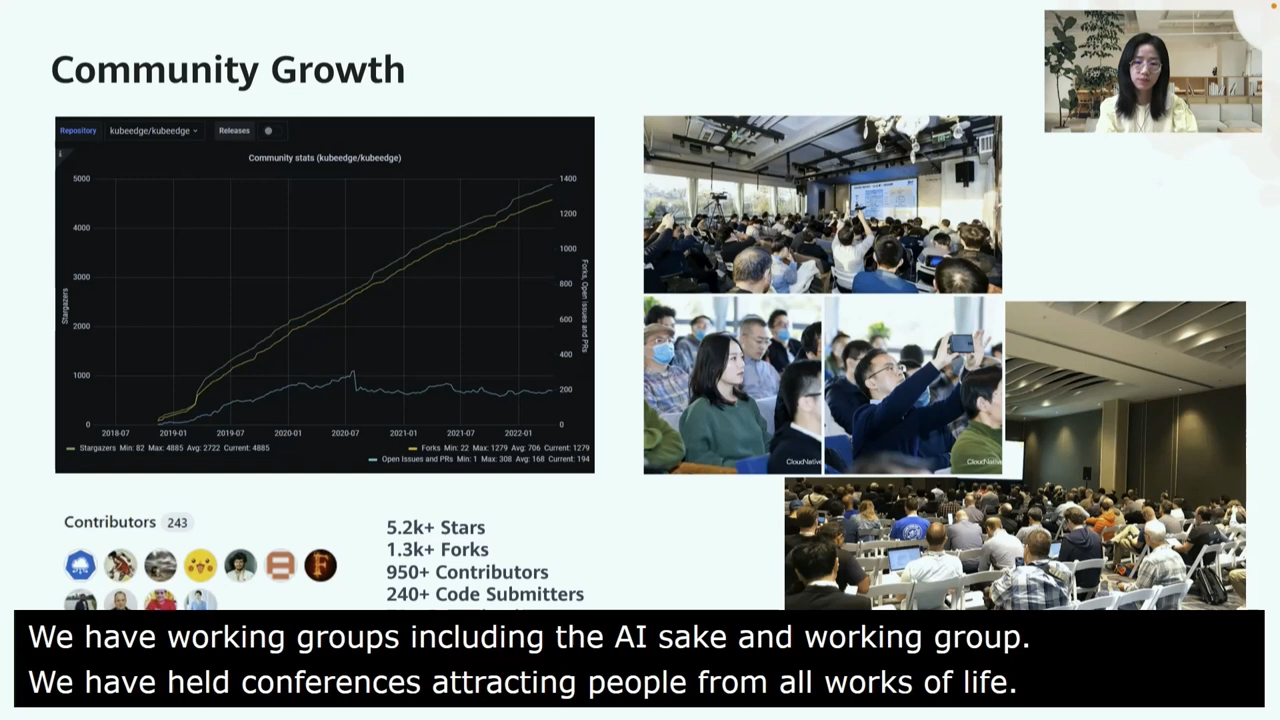 Community Growth
Repository kubeedge/kubeedge Releases
Community stats (kubeedge/kubeedge)
5000
4000
3000
2000
1000
0
Stargazers
1400
1200
1000
800
600
400
200
0
Forks, Open Issues and PRs
2018-07 2019-01 2019-07 2020-01 2020-07 2021-01 2021-07 2022-01
Stargazers Min: 82 Max: 4885 Avg: 2722 Current: 4885
Forks Min: 22 Max: 1279 Avg: 706 Current: 1279
Open Issues and PRs Min: 1 Max: 308 Avg: 168 Current: 194
CloudNative
CloudNative
Contributors 243
5.2k+ Stars
1.3k+ Forks
950+ Contributors
240+ Code Submitters
We have working groups including the AI sake and working group.
We have held conferences attracting people from all works of life.